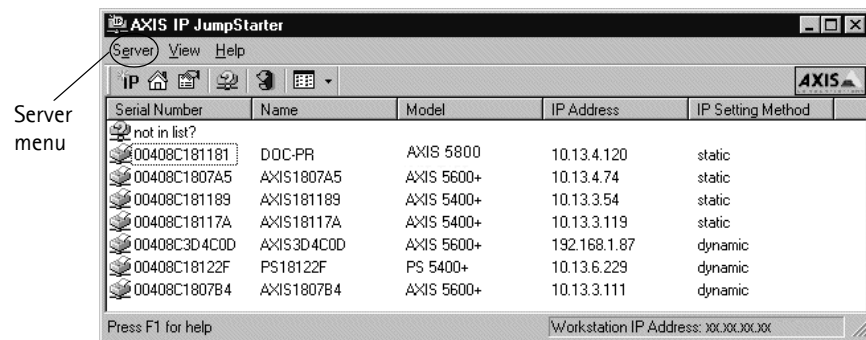 AXIS IP JumpStarter
Server View Help
IP AXIS
Server menu
Serial Number Name Model IP Address IP Setting Method
not in list?
00408C181181 DOC-PR AXIS 5800 10.13.4.120 static
00408C1807A5 AXIS1807A5 AXIS 5600+ 10.13.4.74 static
00408C181189 AXIS181189 AXIS 5400+ 10.13.3.54 static
00408C18117A AXIS18117A AXIS 5400+ 10.13.3.119 static
00408C3D4C0D AXIS3D4C0D AXIS 5600+ 192.168.1.87 dynamic
00408C18122F PS18122F PS 5400+ 10.13.6.229 dynamic
00408C1807B4 AXIS1807B4 AXIS 5600+ 10.13.3.111 dynamic
Press F1 for help Workstation IP Address: xx.xx.xx.xx